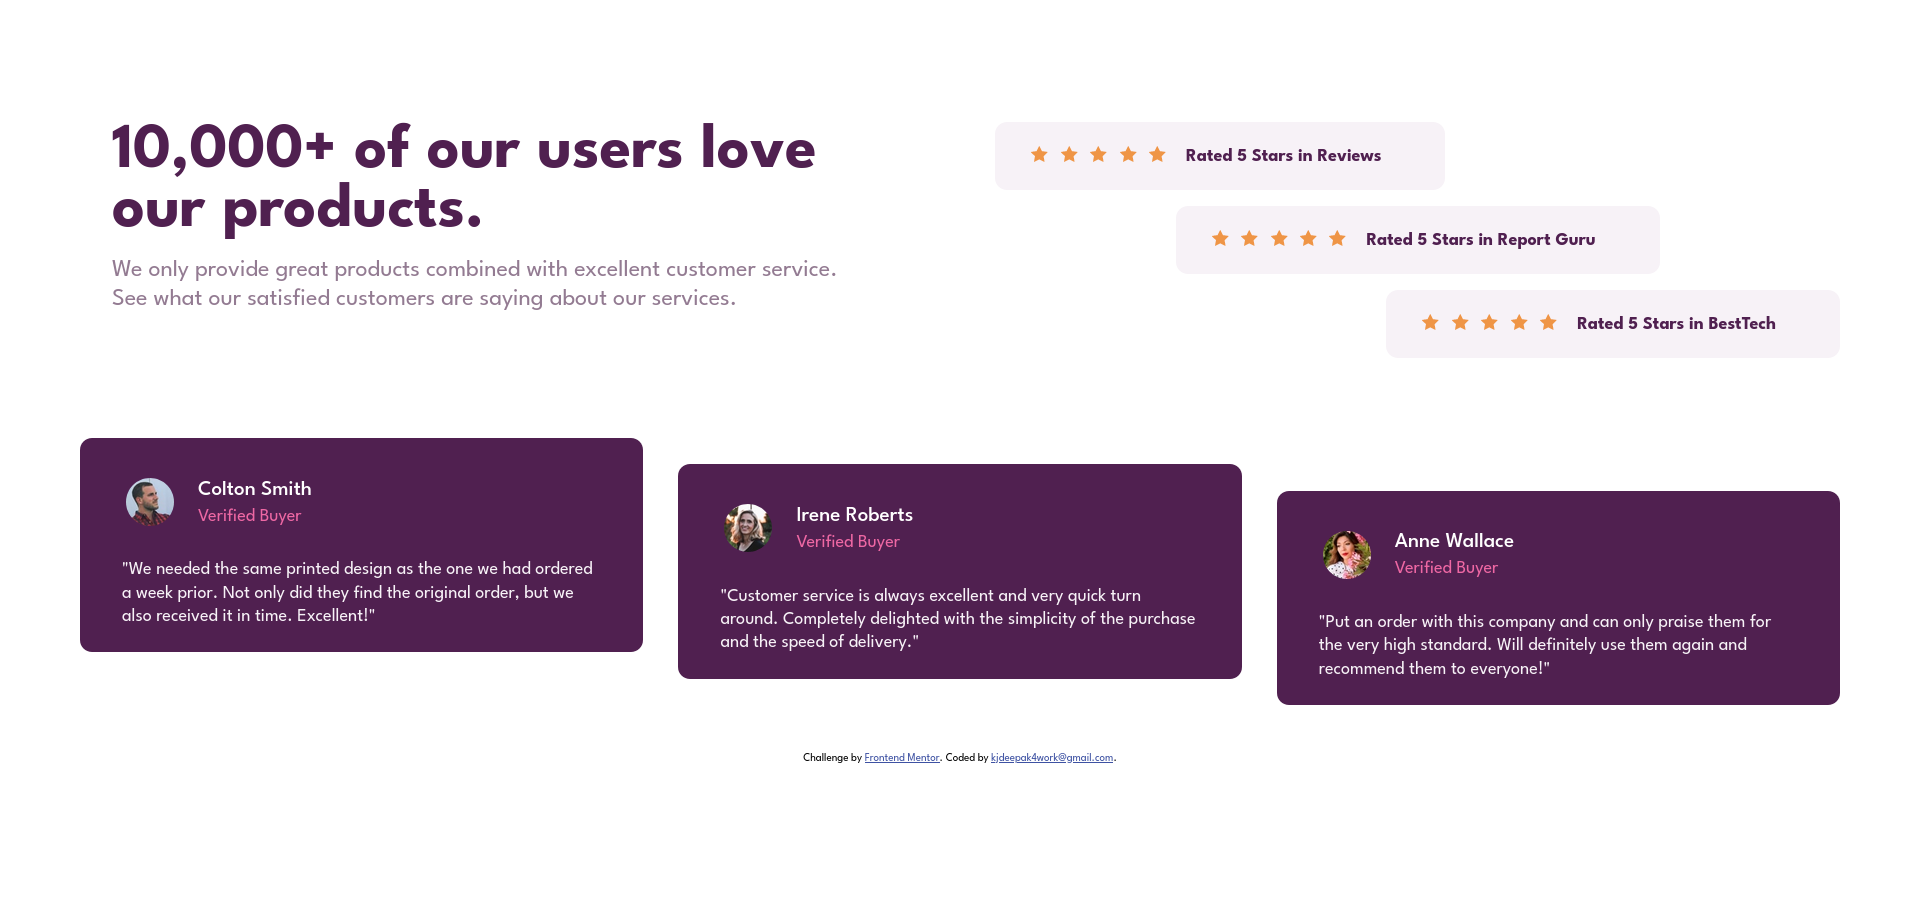 10,000+ of our users love
our products.
We only provide great products combined with excellent customer service.
See what our satisfied customers are saying about our services.
Rated 5 Stars in Reviews
Rated 5 Stars in Report Guru
Rated 5 Stars in BestTech
Colton Smith
Verified Buyer
"We needed the same printed design as the one we had ordered
a week prior. Not only did they find the original order, but we
also received it in time. Excellent!"
Irene Roberts
Verified Buyer
"Customer service is always excellent and very quick turn
around. Completely delighted with the simplicity of the purchase
and the speed of delivery."
Anne Wallace
Verified Buyer
"Put an order with this company and can only praise them for
the very high standard. Will definitely use them again and
recommend them to everyone!"
Challenge by Frontend Mentor. Coded by kjdeepak4work@gmail.com.